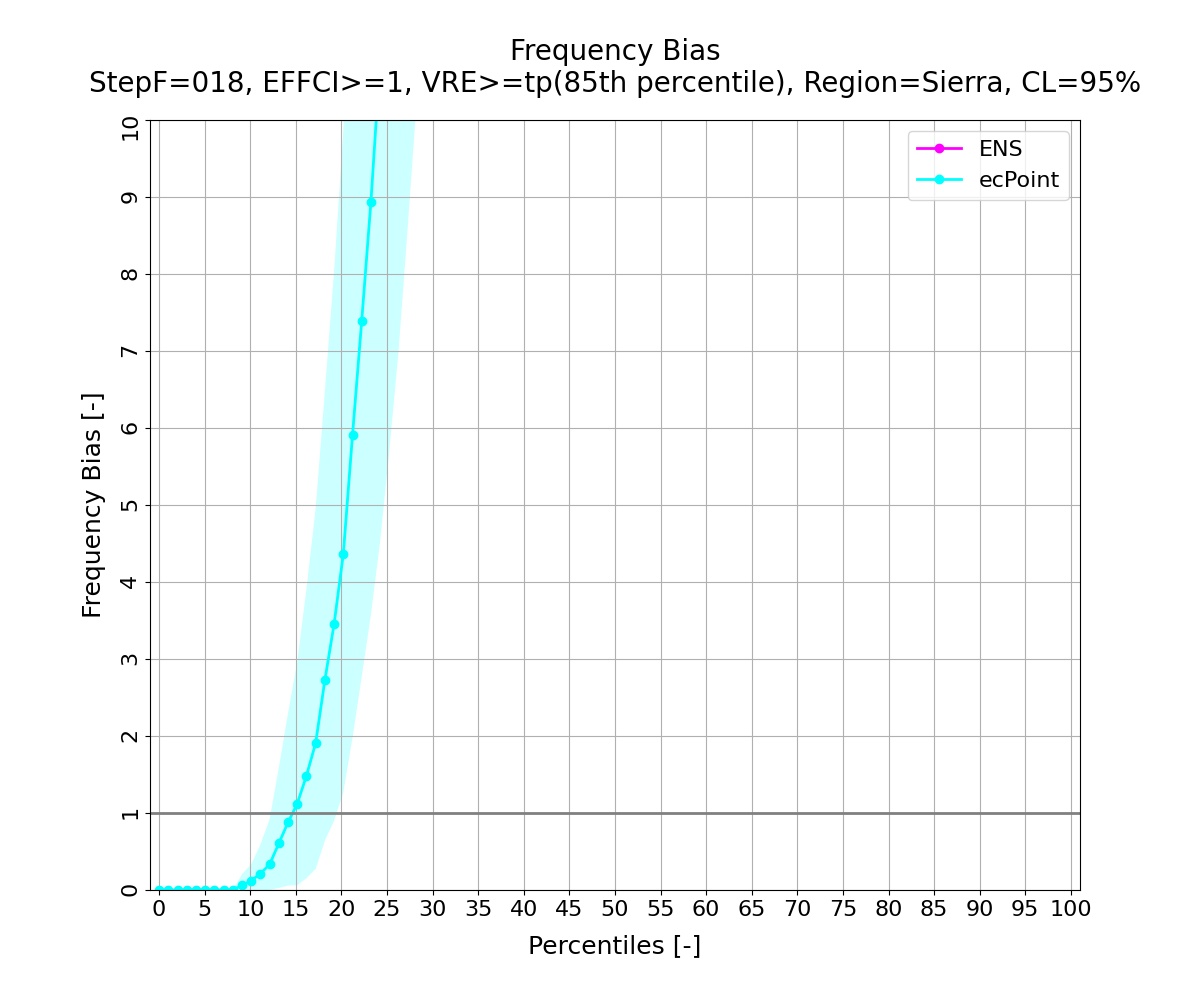 Frequency Bias
StepF=018, EFFCI>=1, VRE>=tp(85th percentile), Region=Sierra, CL=95%
ENS
ecPoint
Frequency Bias [-]
10
9
8
7
6
5
4
3
2
1
0
0 5 10 15 20 25 30 35 40 45 50 55 60 65 70 75 80 85 90 95 100
Percentiles [-]